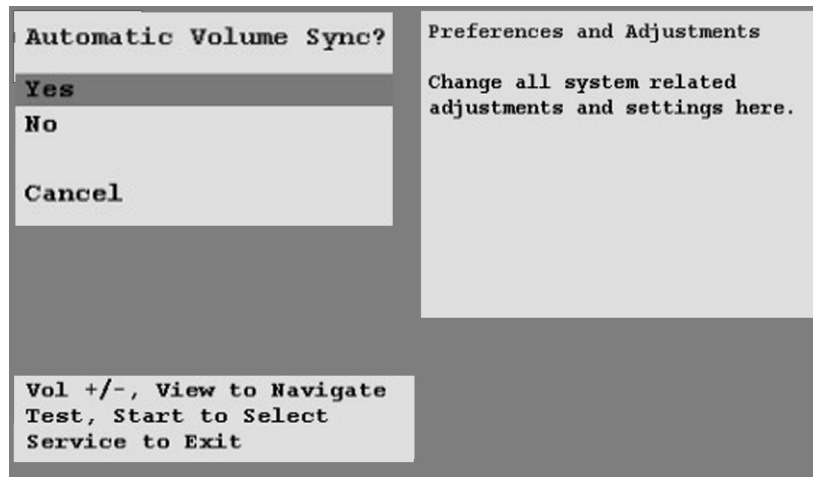 Automatic Volume Sync?
Yes
No
Cancel
Preferences and Adjustments
Change all system related
adjustments and settings here.
Vol +/-, View to Navigate
Test, Start to Select
Service to Exit